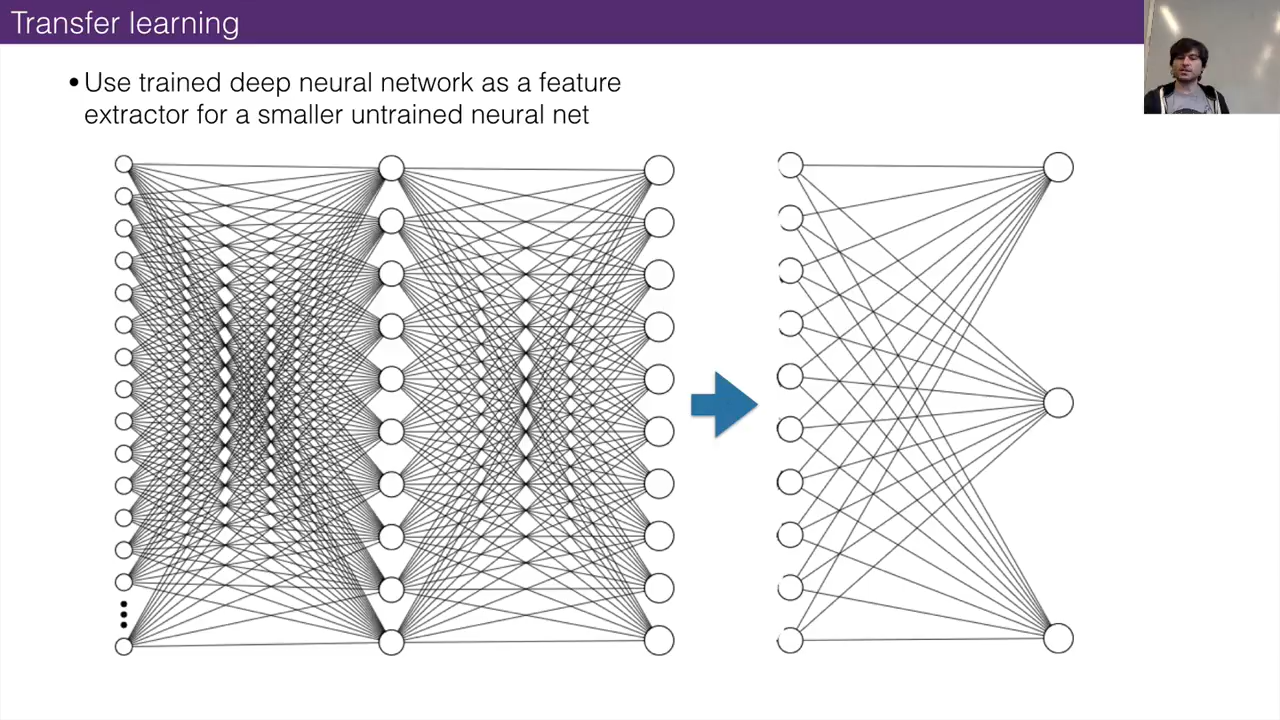 Transfer learning
• Use trained deep neural network as a feature
extractor for a smaller untrained neural net